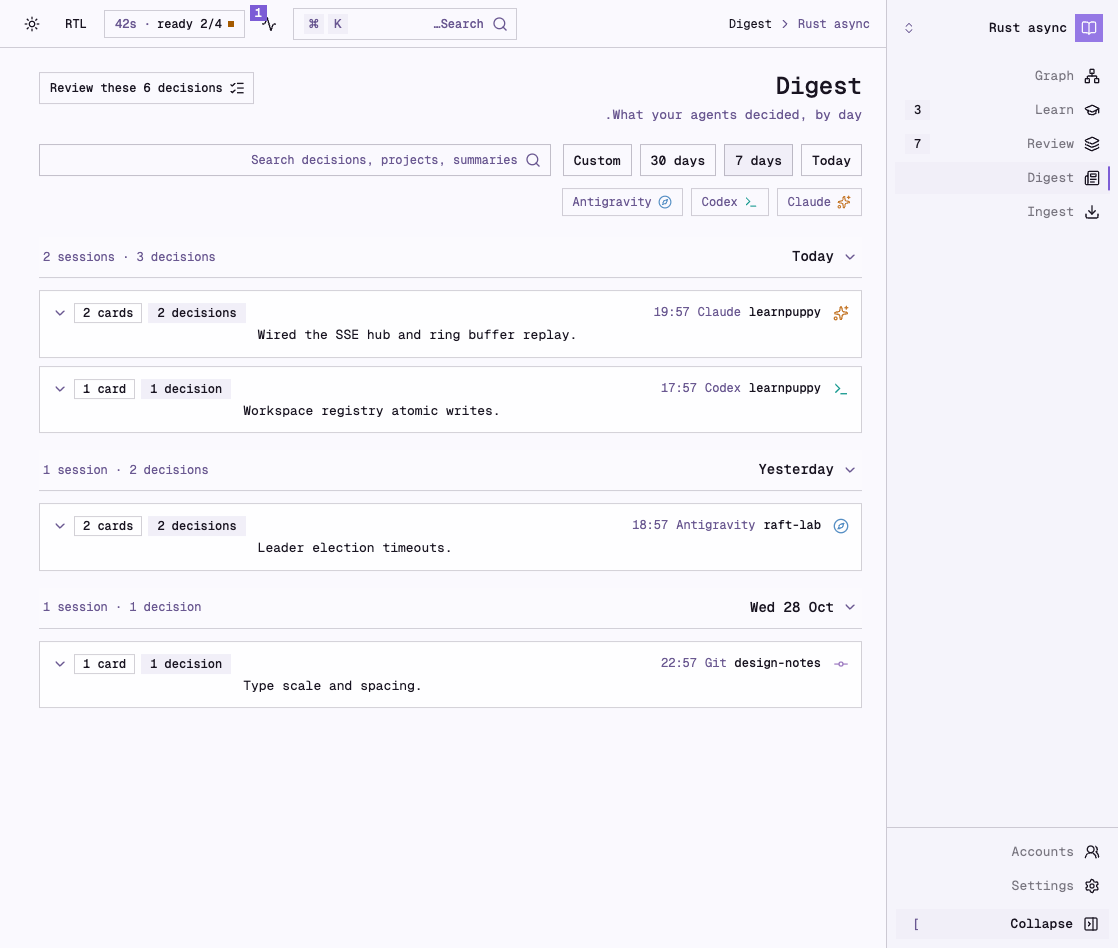 Rust async
Graph
Learn 3
Review 7
Digest
Ingest
Accounts
Settings
Collapse [
Digest Rust async
…Search ⌘ K
1
42s · ready 2/4
RTL
Digest
.What your agents decided, by day
Review these 6 decisions
Today
7 days
30 days
Custom
Search decisions, projects, summaries
Claude
Codex
Antigravity
Today
2 sessions · 3 decisions
19:57 Claude learnpuppy
2 cards 2 decisions
Wired the SSE hub and ring buffer replay.
17:57 Codex learnpuppy
1 card 1 decision
Workspace registry atomic writes.
Yesterday
1 session · 2 decisions
18:57 Antigravity raft-lab
2 cards 2 decisions
Leader election timeouts.
Wed 28 Oct
1 session · 1 decision
22:57 Git design-notes
1 card 1 decision
Type scale and spacing.